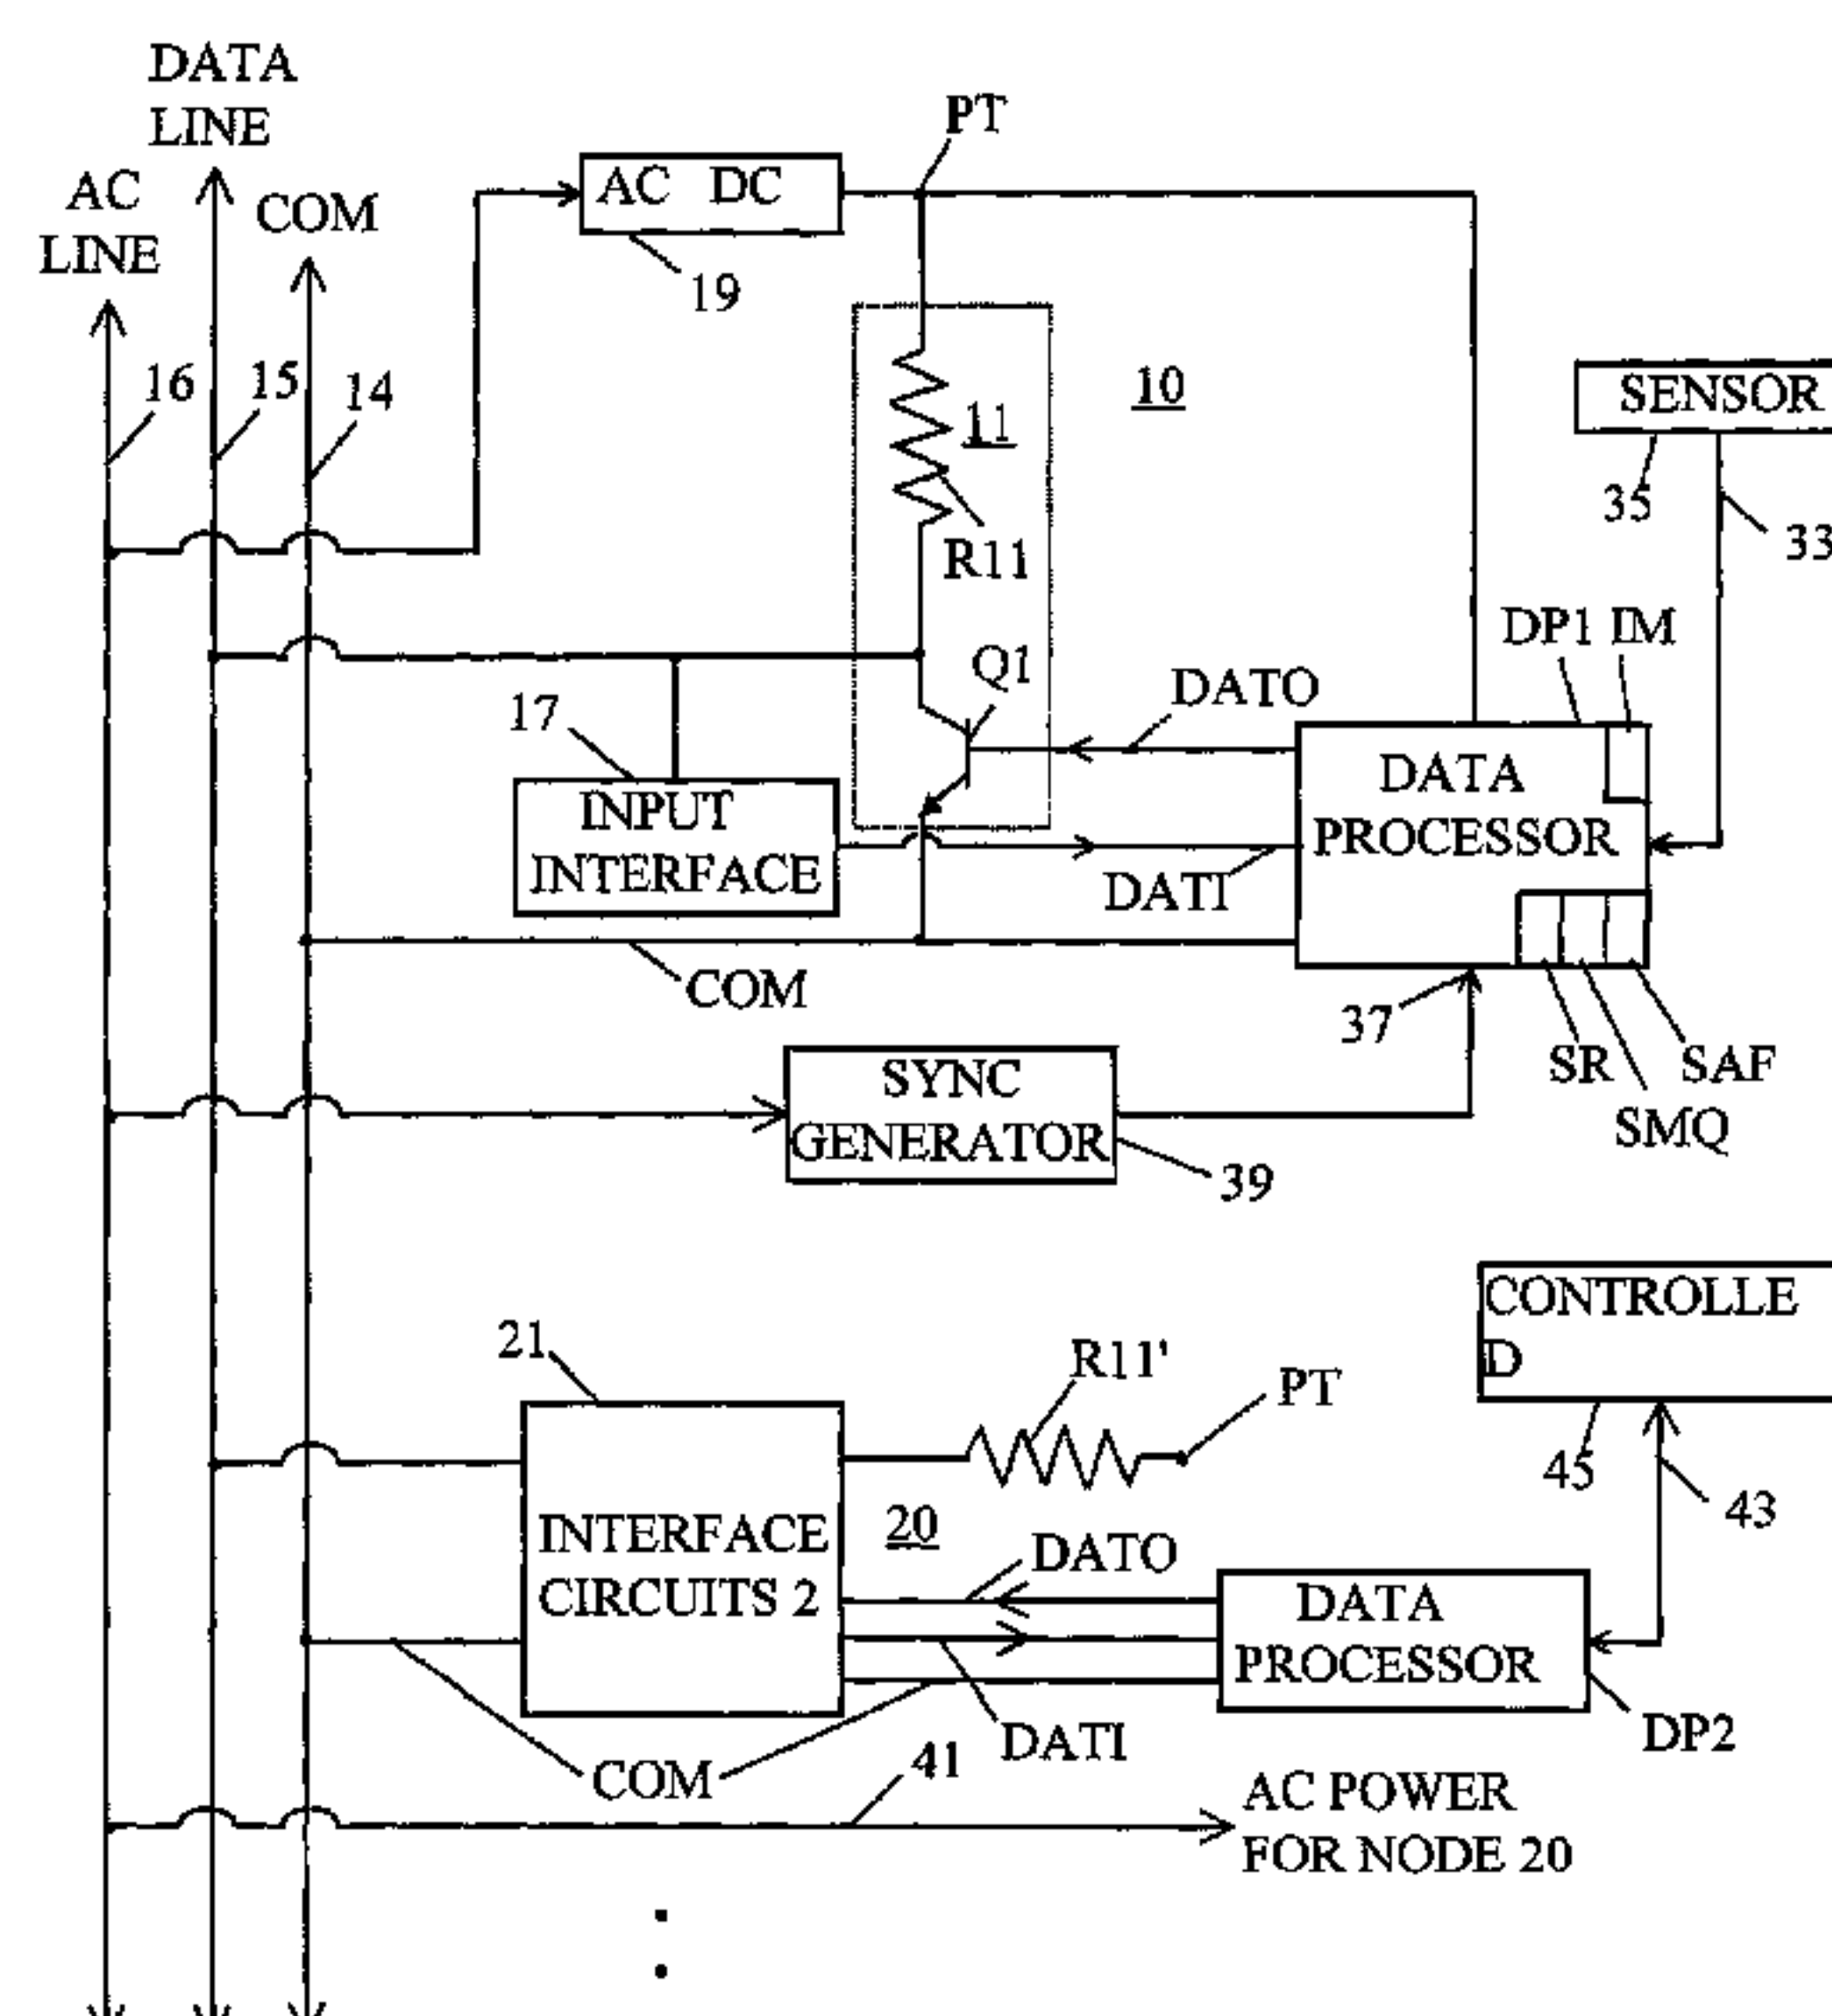 DATA
LINE
AC
LINE
COM
PT
AC DC
19
16
15
14
10
11
R11
SENSOR
35
33
DP1 IM
Q1
DATO
17
INPUT
INTERFACE
DATA
PROCESSOR
DATI
COM
37
SR
SAF
SMQ
SYNC
GENERATOR
39
CONTROLLE
D
21
R11'
PT
45
43
INTERFACE
CIRCUITS 2
20
DATO
DATA
PROCESSOR
DATI
DP2
COM
41
AC POWER
FOR NODE 20